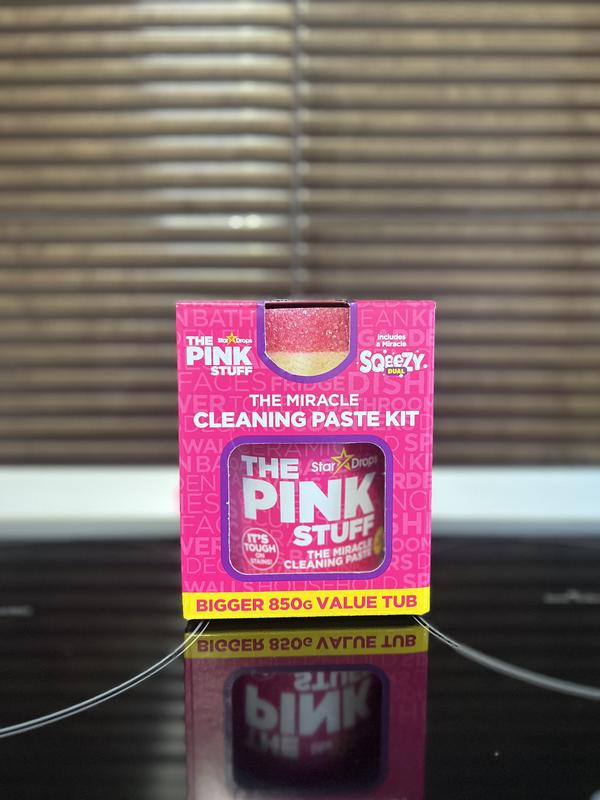 THE
Star Drops
PINK
STUFF
includes
a Miracle
SQeeZY
DUAL
THE MIRACLE
CLEANING PASTE KIT
THE
Star Drops
PINK
STUFF
IT'S
TOUGH
ON
STAINS!
THE MIRACLE
CLEANING PASTE
BIGGER 850G VALUE TUB